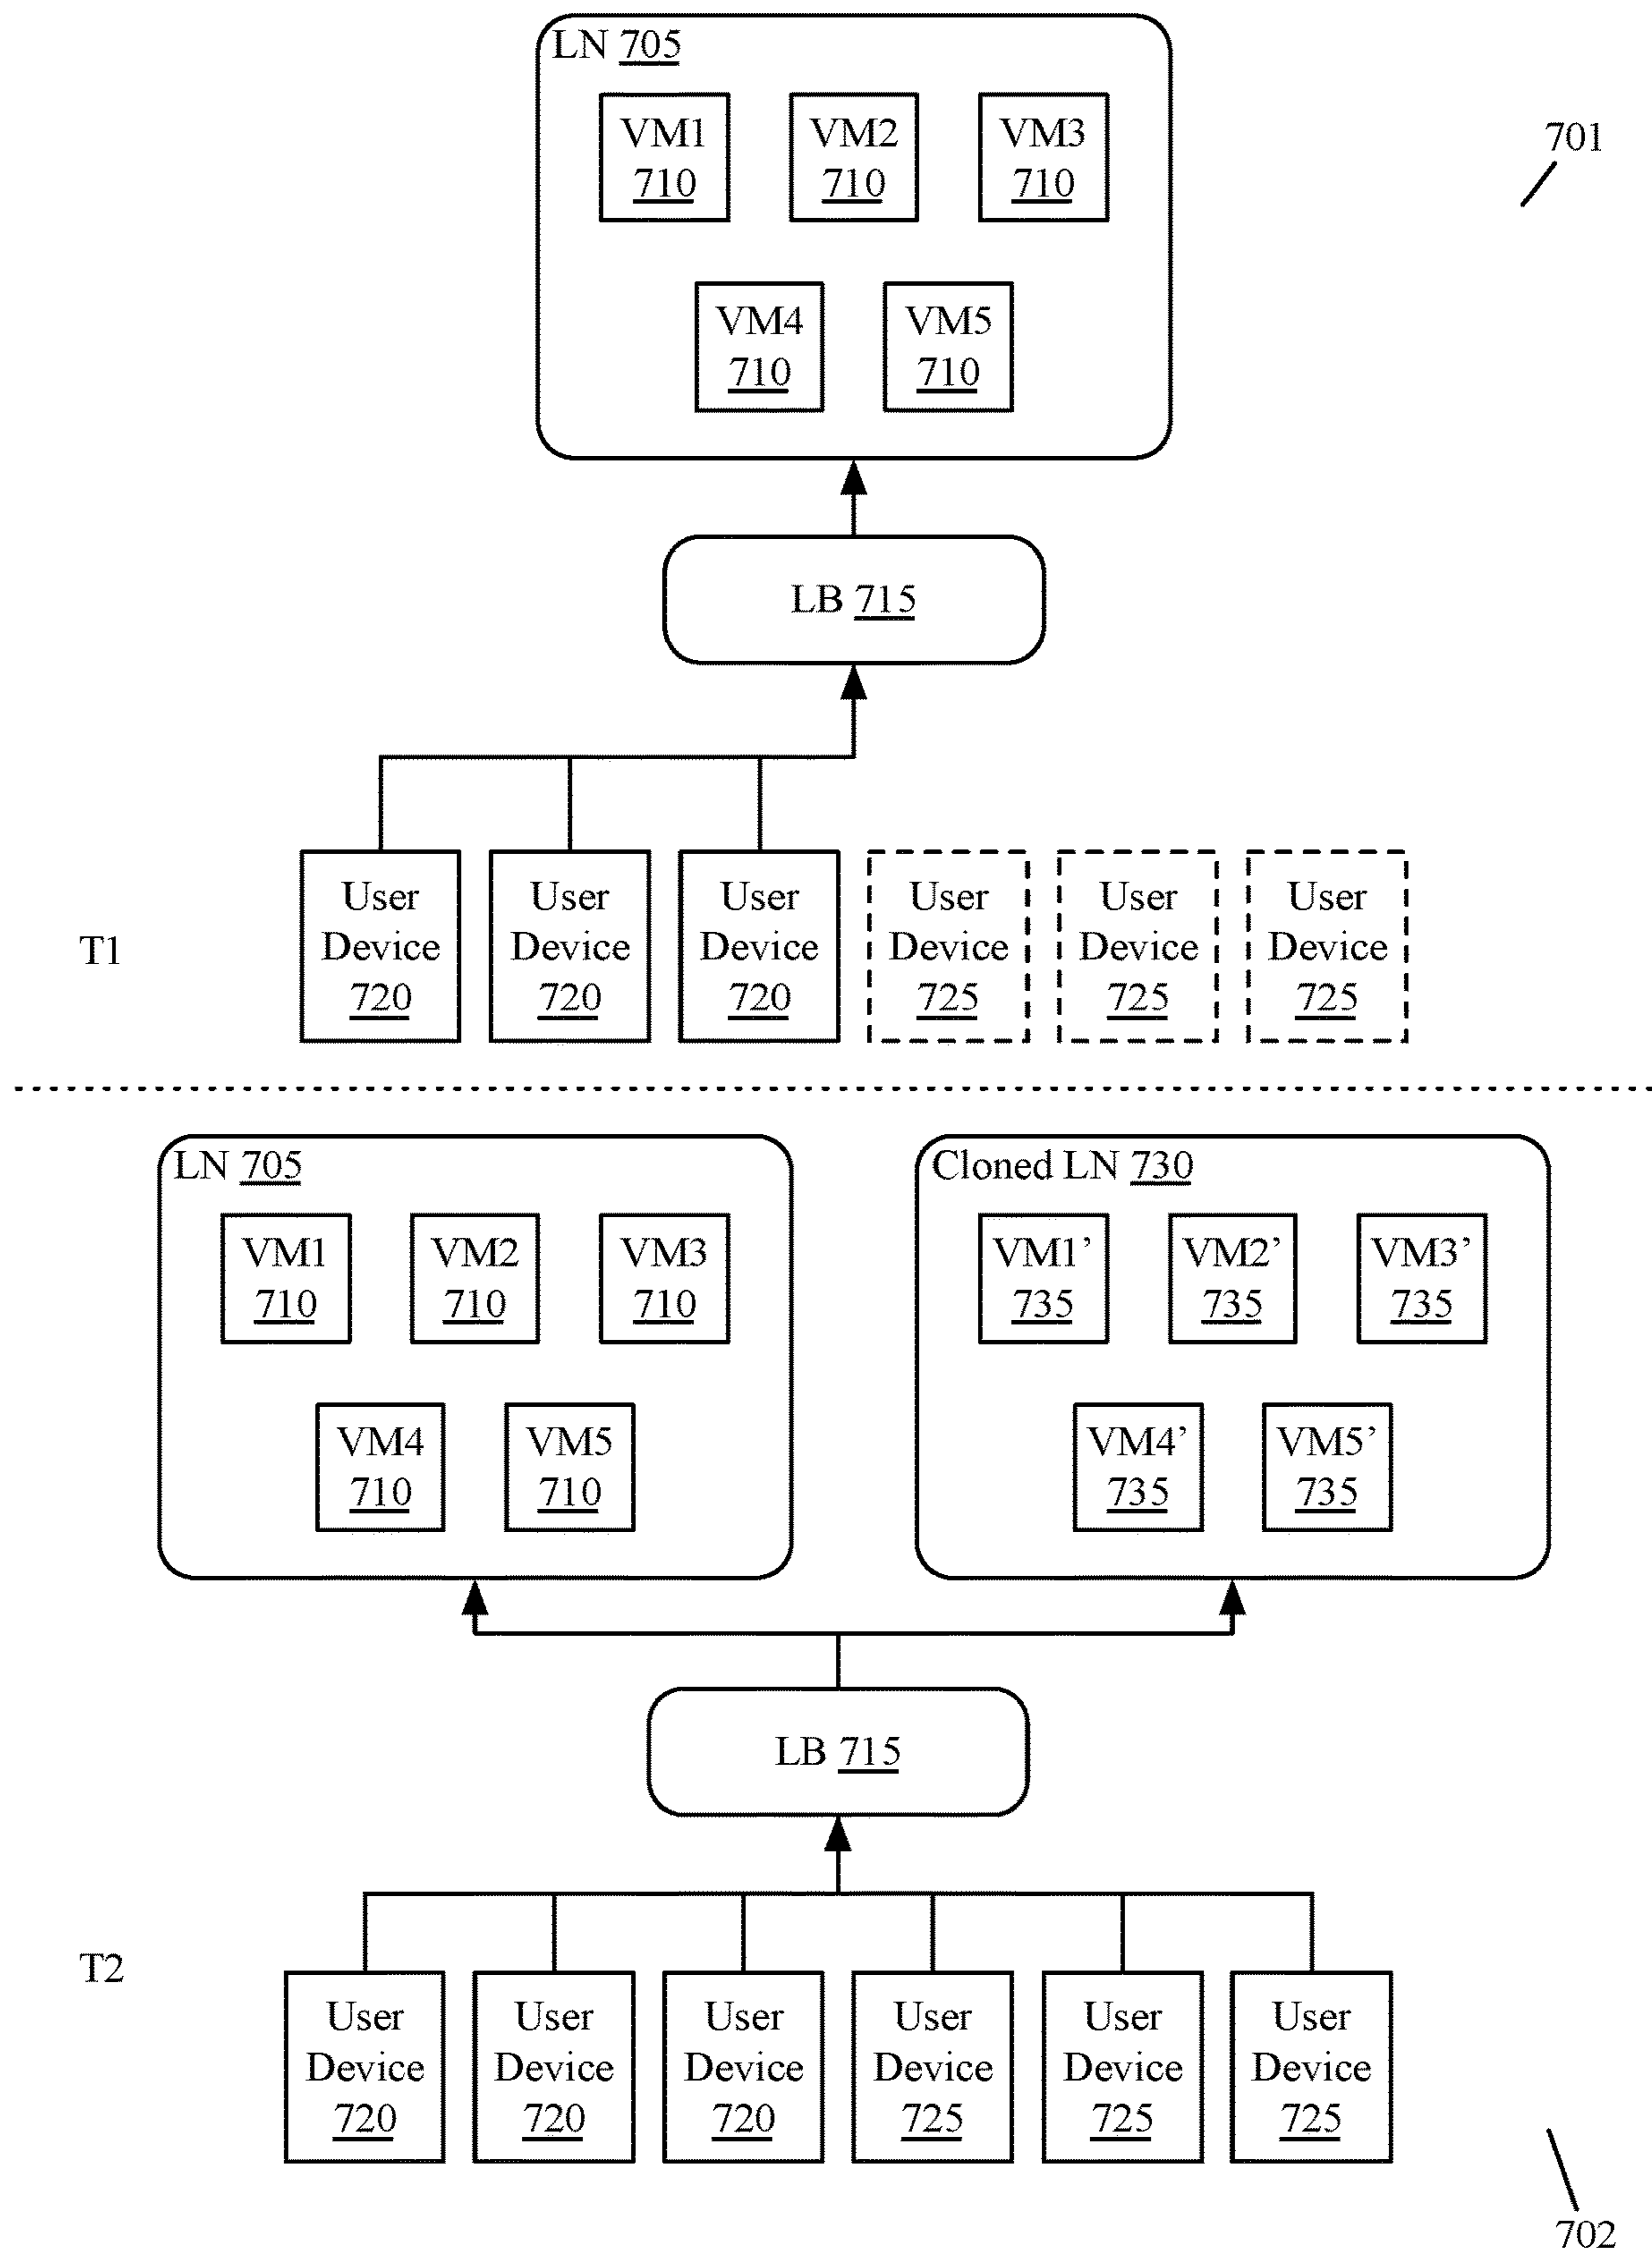 LN 705
VM1 VM2 VM3
710 710 710
701
VM4 VM5
710 710
LB 715
User User User User User User
Device Device Device Device Device Device
720 720 720 725 725 725
T1
LN 705
Cloned LN 730
VM1 VM2 VM3 VM1’ VM2’ VM3’
710 710 710 735 735 735
VM4 VM5 VM4’ VM5’
710 710 735 735
LB 715
T2
User User User User User User
Device Device Device Device Device Device
720 720 720 725 725 725
702